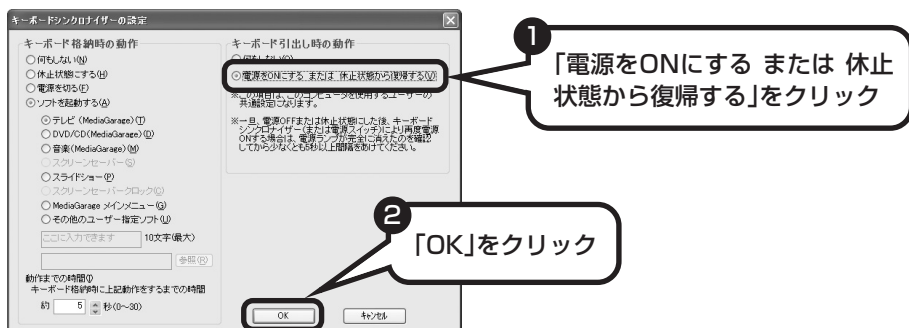 キーボードシンクロナイザーの設定
キーボード格納時の動作
何もしない(N)
休止状態にする(H)
電源を切る(F)
ソフトを起動する(A)
テレビ (MediaGarage)(T)
DVD/CD(MediaGarage)(D)
音楽(MediaGarage)(M)
スクリーンセーバー(S)
スライドショー(P)
スクリーンセーバークロック(C)
MediaGarage メインメニュー(G)
その他のユーザー指定ソフト(U)
ここに入力できます 10文字(最大)
参照(R)
動作までの時間(I)
キーボード格納時に上記動作をするまでの時間
約 5 秒(0~30)
キーボード引出し時の動作
何もしない(O)
電源をONにする または 休止状態から復帰する(V)
※この項目は、このコンピュータを使用するユーザーの
共通設定になります。
※一旦、電源OFFまたは休止状態にした後、キーボード
シンクロナイザー(または電源スイッチ)により再度電源
ONする場合は、電源ランプが完全に消えたのを確認
してから少なくとも5秒以上間隔をあけてください。
OK キャンセル
1
「電源をONにする または 休止
状態から復帰する」をクリック
2
「OK」をクリック